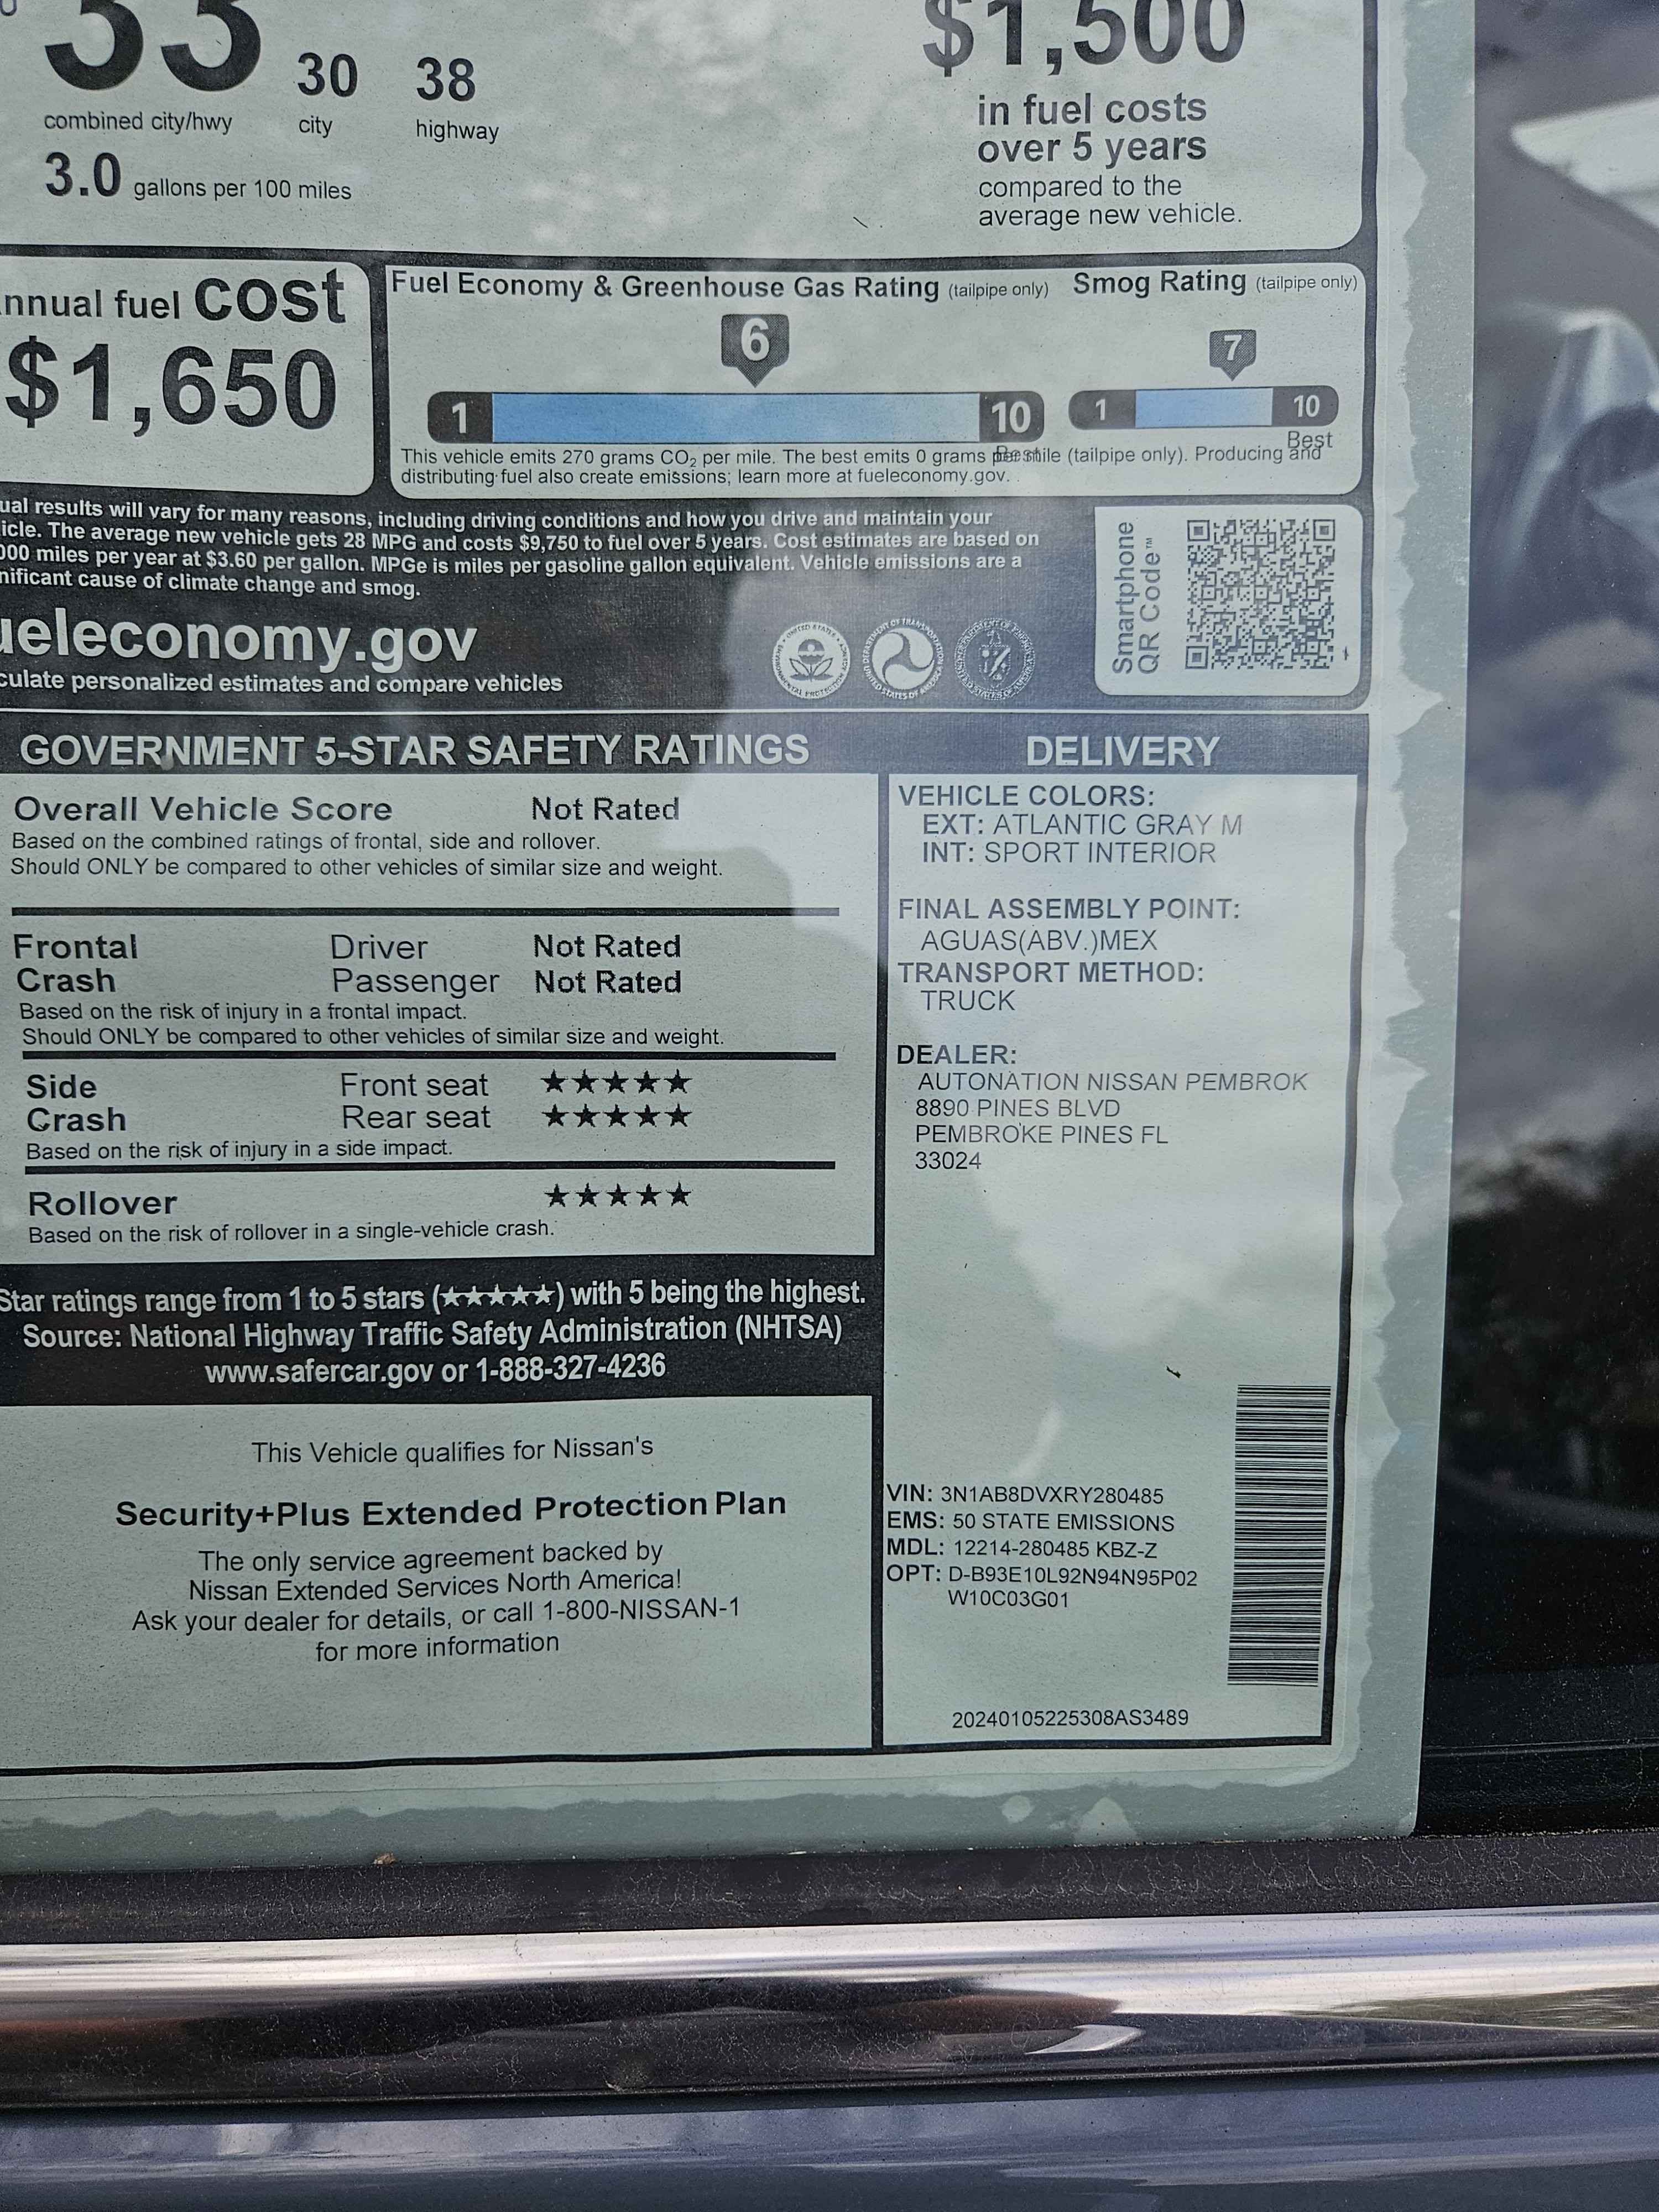 33 30 38
combined city/hwy city highway
3.0 gallons per 100 miles
$1,500
in fuel costs
over 5 years
compared to the
average new vehicle.
nnual fuel cost
$1,650
Fuel Economy & Greenhouse Gas Rating (tailpipe only)
6
1 10
Best
Smog Rating (tailpipe only)
7
1 10
Best
This vehicle emits 270 grams CO₂ per mile. The best emits 0 grams per mile (tailpipe only). Producing and
distributing fuel also create emissions; learn more at fueleconomy.gov.
ual results will vary for many reasons, including driving conditions and how you drive and maintain your
icle. The average new vehicle gets 28 MPG and costs $9,750 to fuel over 5 years. Cost estimates are based on
000 miles per year at $3.60 per gallon. MPGe is miles per gasoline gallon equivalent. Vehicle emissions are a
nificant cause of climate change and smog.
ueleconomy.gov
culate personalized estimates and compare vehicles
Smartphone
QR Code™
GOVERNMENT 5-STAR SAFETY RATINGS
Overall Vehicle Score Not Rated
Based on the combined ratings of frontal, side and rollover.
Should ONLY be compared to other vehicles of similar size and weight.
Frontal Driver Not Rated
Crash Passenger Not Rated
Based on the risk of injury in a frontal impact.
Should ONLY be compared to other vehicles of similar size and weight.
Side Front seat ★★★★★
Crash Rear seat ★★★★★
Based on the risk of injury in a side impact.
Rollover ★★★★★
Based on the risk of rollover in a single-vehicle crash.
Star ratings range from 1 to 5 stars (★★★★★) with 5 being the highest.
Source: National Highway Traffic Safety Administration (NHTSA)
www.safercar.gov or 1-888-327-4236
This Vehicle qualifies for Nissan's
Security+Plus Extended Protection Plan
The only service agreement backed by
Nissan Extended Services North America!
Ask your dealer for details, or call 1-800-NISSAN-1
for more information
DELIVERY
VEHICLE COLORS:
EXT: ATLANTIC GRAY M
INT: SPORT INTERIOR
FINAL ASSEMBLY POINT:
AGUAS(ABV.)MEX
TRANSPORT METHOD:
TRUCK
DEALER:
AUTONATION NISSAN PEMBROK
8890 PINES BLVD
PEMBROKE PINES FL
33024
VIN: 3N1AB8DVXRY280485
EMS: 50 STATE EMISSIONS
MDL: 12214-280485 KBZ-Z
OPT: D-B93E10L92N94N95P02
W10C03G01
20240105225308AS3489